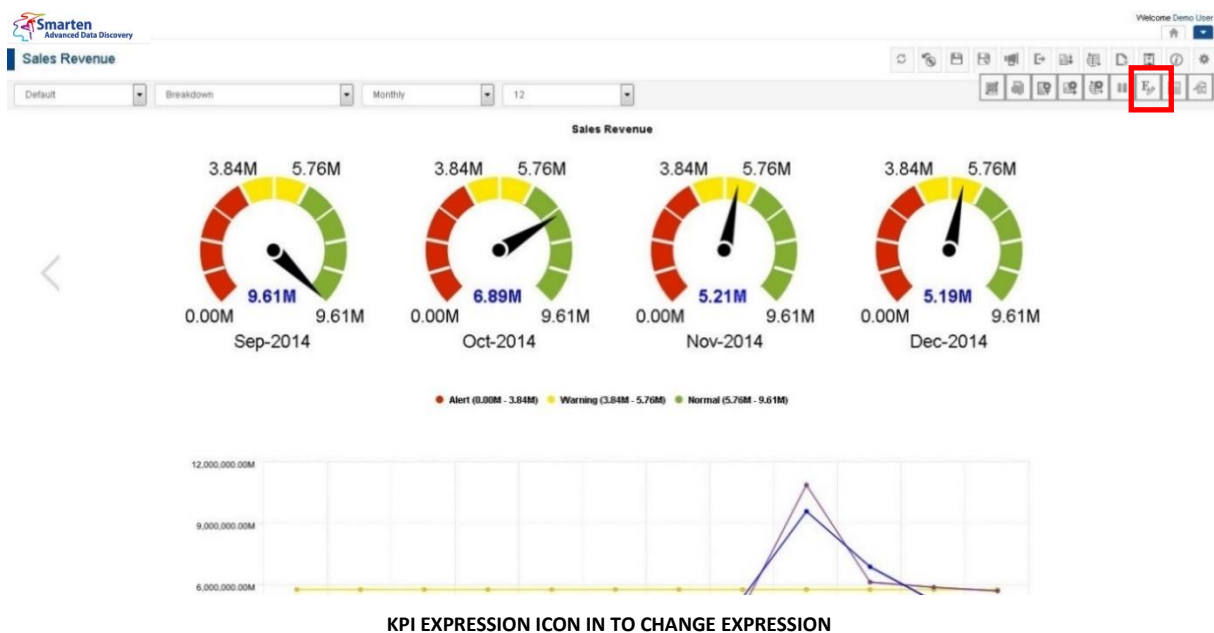 Smarten
Advanced Data Discovery
Welcome Demo User
Sales Revenue
Default Breakdown Monthly 12
Sales Revenue
3.84M 5.76M 3.84M 5.76M 3.84M 5.76M 3.84M 5.76M
9.61M 6.89M 5.21M 5.19M
0.00M 9.61M 0.00M 9.61M 0.00M 9.61M 0.00M 9.61M
Sep-2014 Oct-2014 Nov-2014 Dec-2014
Alert (0.00M - 3.84M) Warning (3.84M - 5.76M) Normal (5.76M - 9.61M)
12,000,000.00M
9,000,000.00M
6,000,000.00M
KPI EXPRESSION ICON IN TO CHANGE EXPRESSION